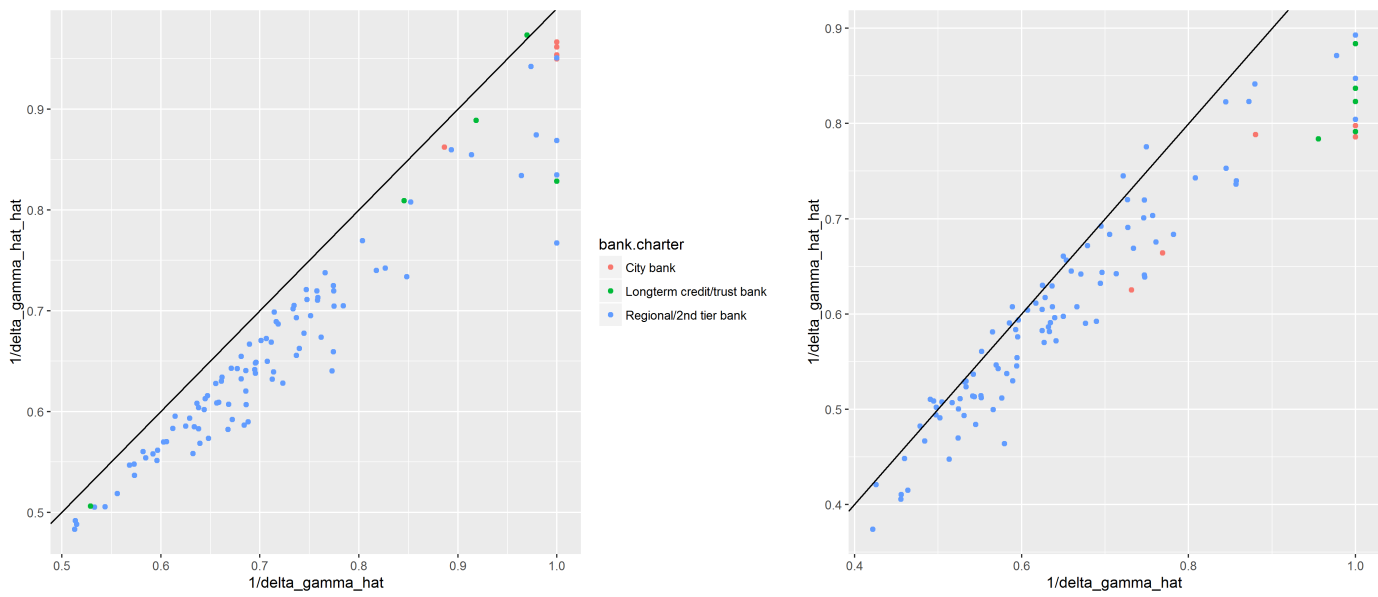 0.9
0.8
0.7
0.6
0.5
0.5
0.6
0.7
0.8
0.9
1.0
1/delta_gamma_hat
1/delta_gamma_hat_hat
bank.charter
City bank
Longterm credit/trust bank
Regional/2nd tier bank
0.9
0.8
0.7
0.6
0.5
0.4
0.4
0.6
0.8
1.0
1/delta_gamma_hat
1/delta_gamma_hat_hat